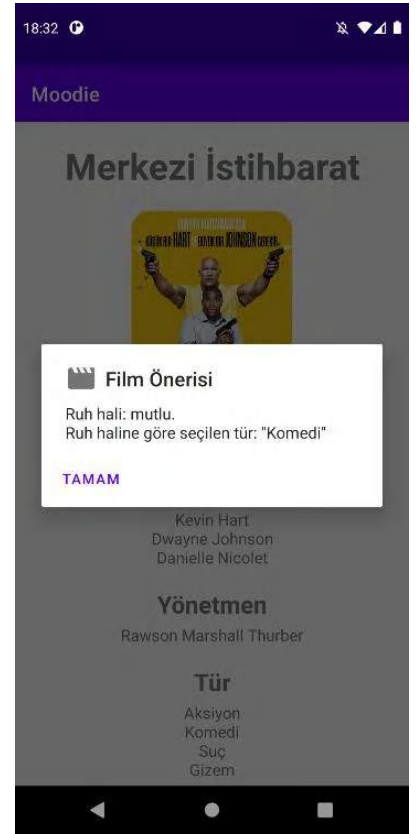 18:32
Moodie
Merkezi İstihbarat
HART
JOHNSON
Film Önerisi
Ruh hali: mutlu.
Ruh haline göre seçilen tür: "Komedi"
TAMAM
Kevin Hart
Dwayne Johnson
Danielle Nicolet
Yönetmen
Rawson Marshall Thurber
Tür
Aksiyon
Komedi
Suç
Gizem